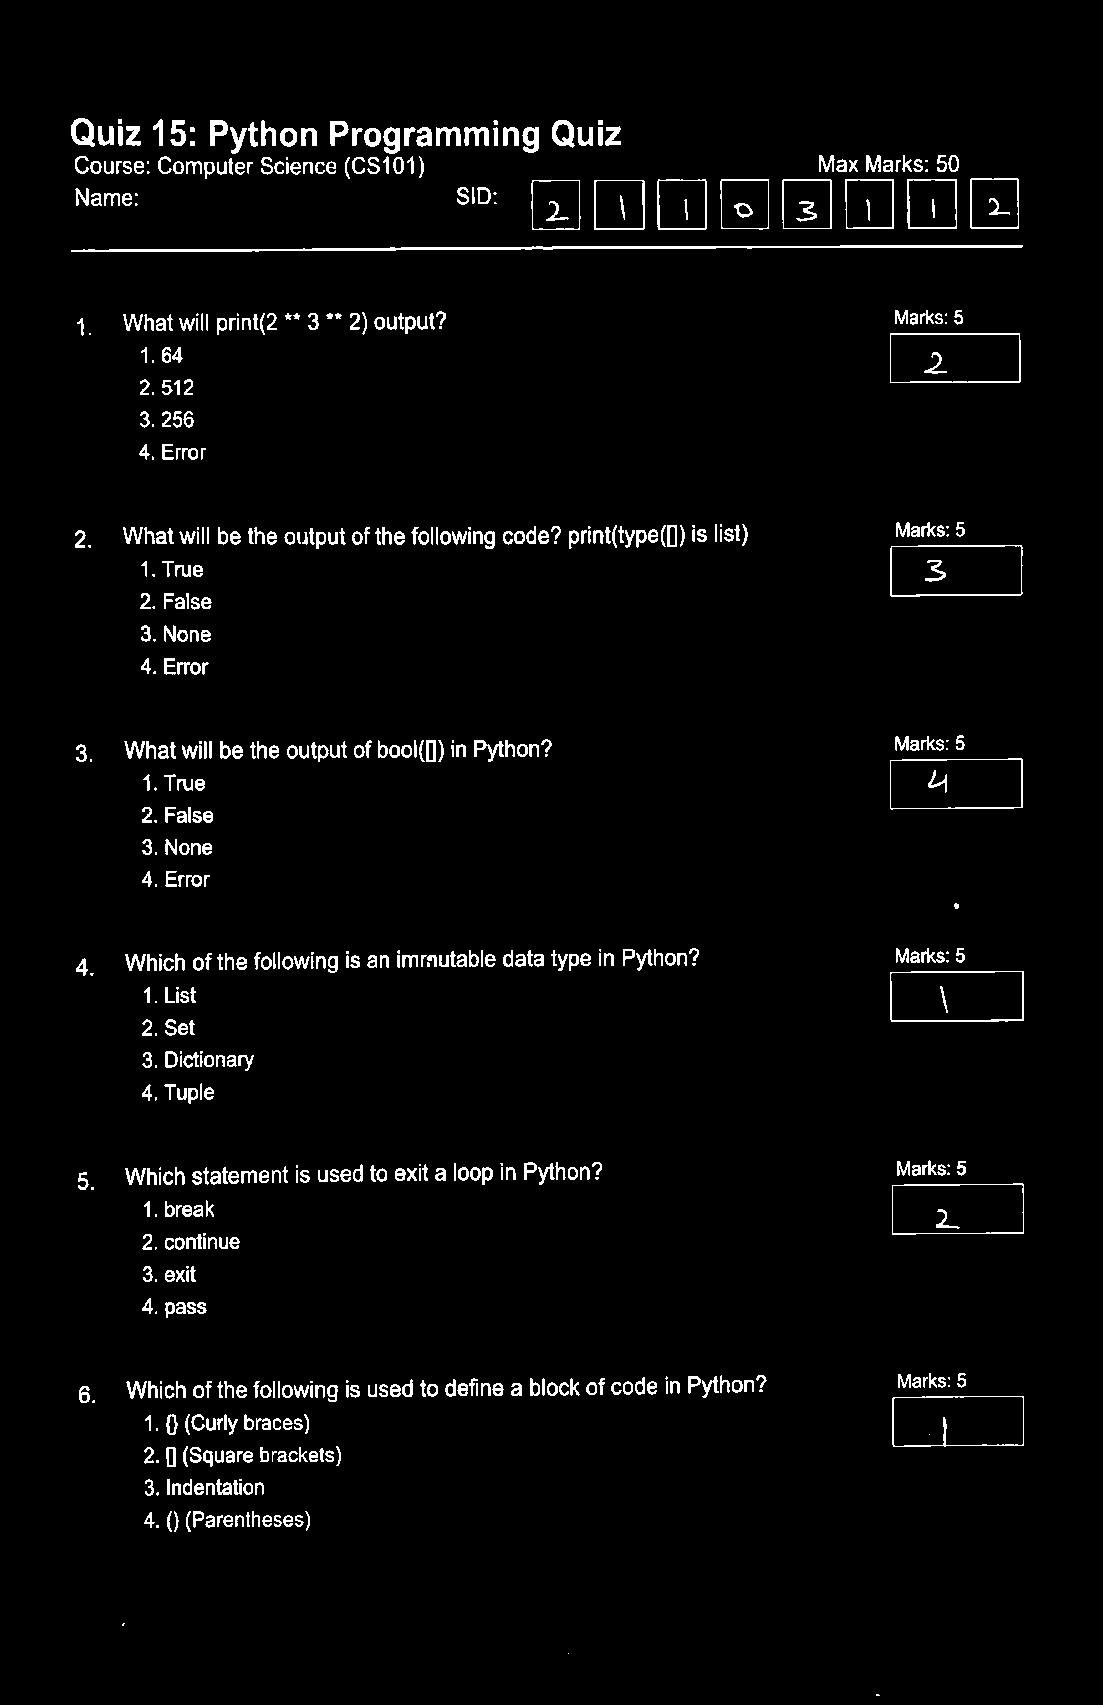 Quiz 15: Python Programming Quiz
Course: Computer Science (CS101) Max Marks: 50
Name: SID: 2 1 1 0 3 1 1 2
1. What will print(2 ** 3 ** 2) output? Marks: 5
1. 64 2
2. 512
3. 256
4. Error
2. What will be the output of the following code? print(type([]) is list) Marks: 5
1. True 3
2. False
3. None
4. Error
3. What will be the output of bool([]) in Python? Marks: 5
1. True 4
2. False
3. None
4. Error
4. Which of the following is an immutable data type in Python? Marks: 5
1. List 1
2. Set
3. Dictionary
4. Tuple
5. Which statement is used to exit a loop in Python? Marks: 5
1. break 2
2. continue
3. exit
4. pass
6. Which of the following is used to define a block of code in Python? Marks: 5
1. {} (Curly braces) 1
2. [] (Square brackets)
3. Indentation
4. () (Parentheses)